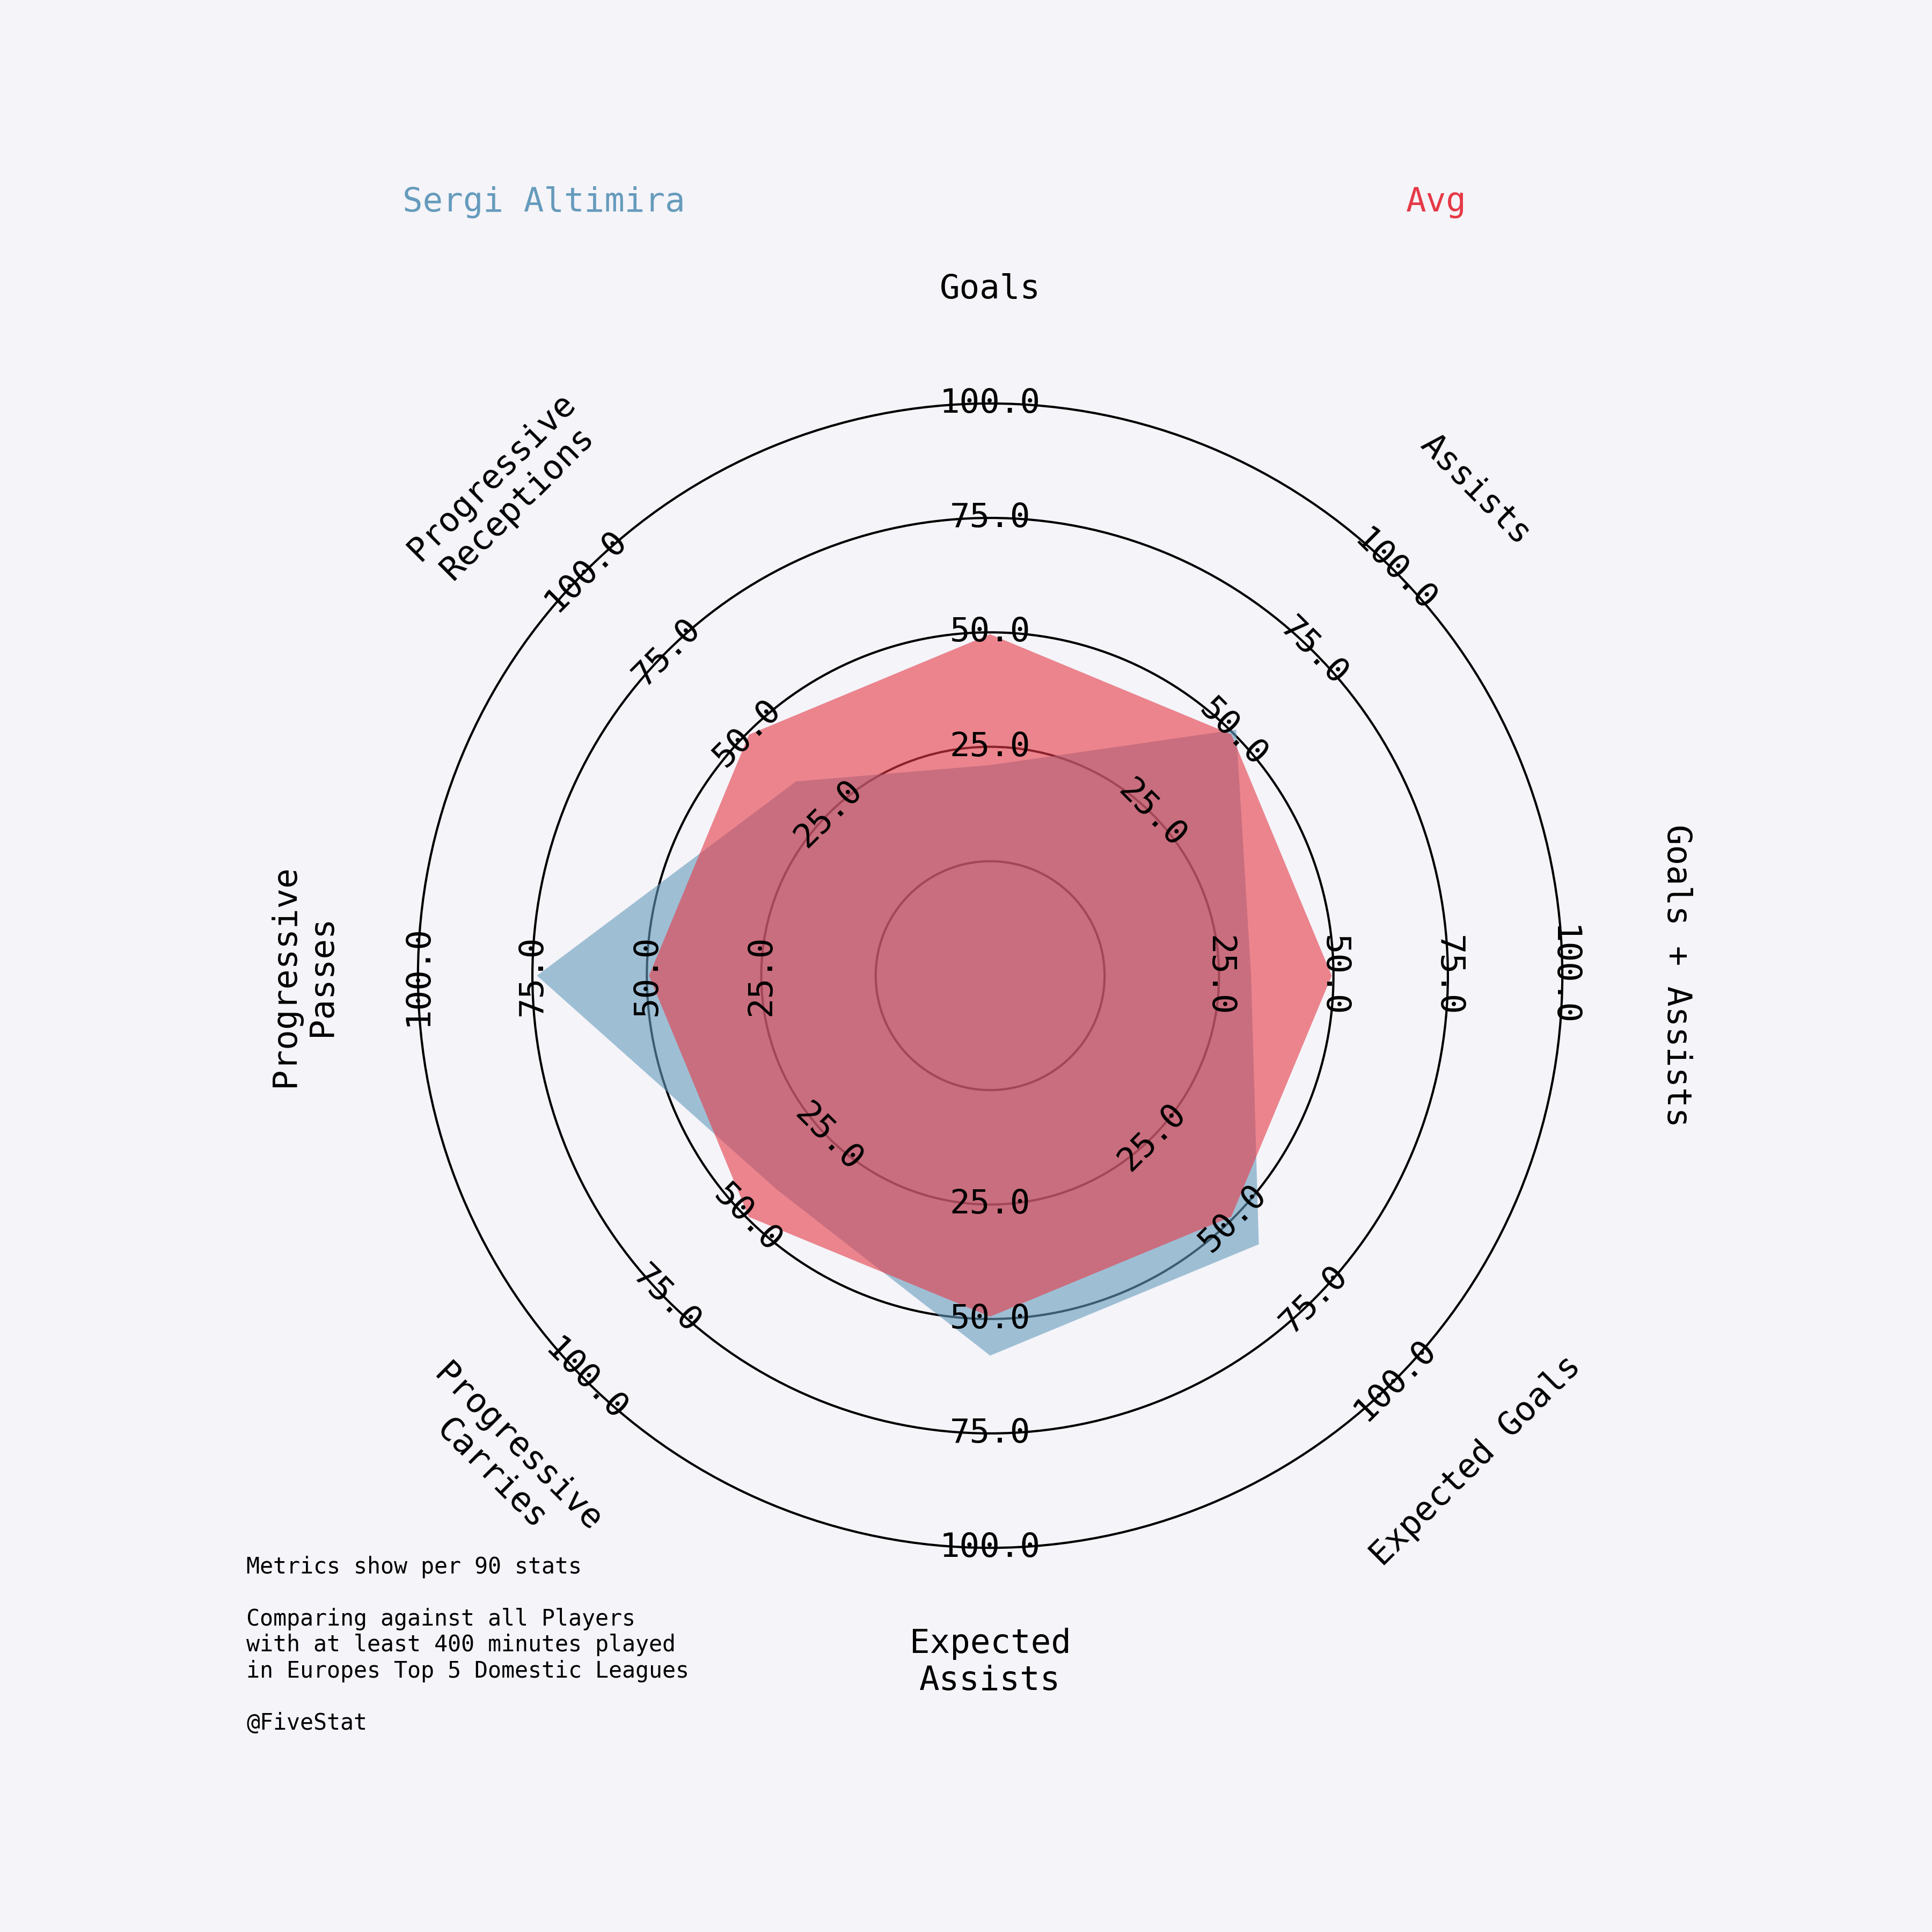 Sergi Altimira
Avg
Goals
Assists
Goals + Assists
Expected Goals
Expected
Assists
Progressive
Carries
Progressive
Passes
Progressive
Receptions
25.0
50.0
75.0
100.0
25.0
50.0
75.0
100.0
25.0
50.0
75.0
100.0
25.0
50.0
75.0
100.0
25.0
50.0
75.0
100.0
25.0
50.0
75.0
100.0
25.0
50.0
75.0
100.0
25.0
50.0
75.0
100.0
Metrics show per 90 stats
Comparing against all Players
with at least 400 minutes played
in Europes Top 5 Domestic Leagues
@FiveStat